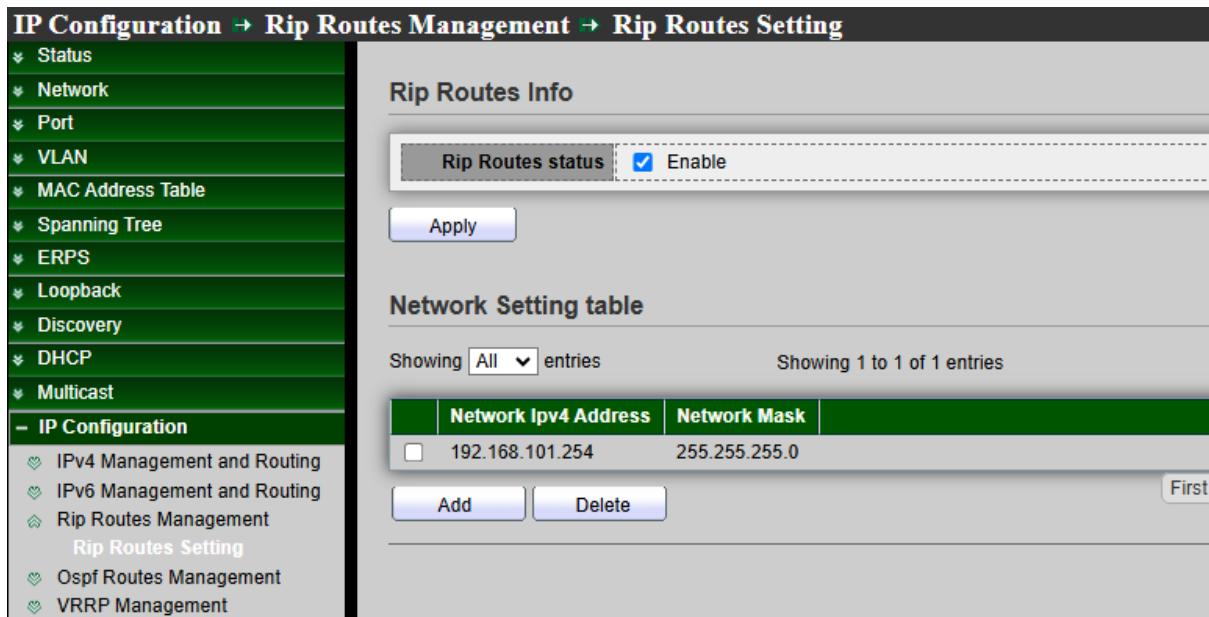 IP Configuration → Rip Routes Management → Rip Routes Setting
Status
Network
Port
VLAN
MAC Address Table
Spanning Tree
ERPS
Loopback
Discovery
DHCP
Multicast
IP Configuration
IPv4 Management and Routing
IPv6 Management and Routing
Rip Routes Management
Rip Routes Setting
Ospf Routes Management
VRRP Management
Rip Routes Info
Rip Routes status Enable
Apply
Network Setting table
Showing All entries Showing 1 to 1 of 1 entries
Network Ipv4 Address Network Mask
192.168.101.254 255.255.255.0
First
Add Delete